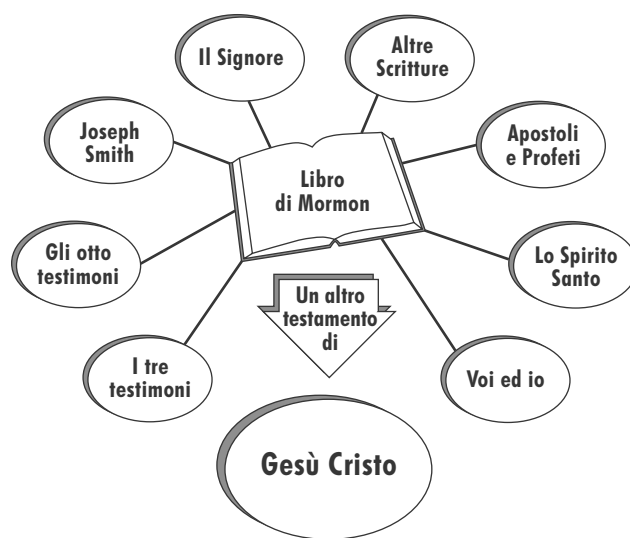 Il Signore
Altre
Scritture
Joseph
Smith
Apostoli
e Profeti
Libro
di Mormon
Gli otto
testimoni
Lo Spirito
Santo
Un altro
testamento
di
I tre
testimoni
Voi ed io
Gesù Cristo